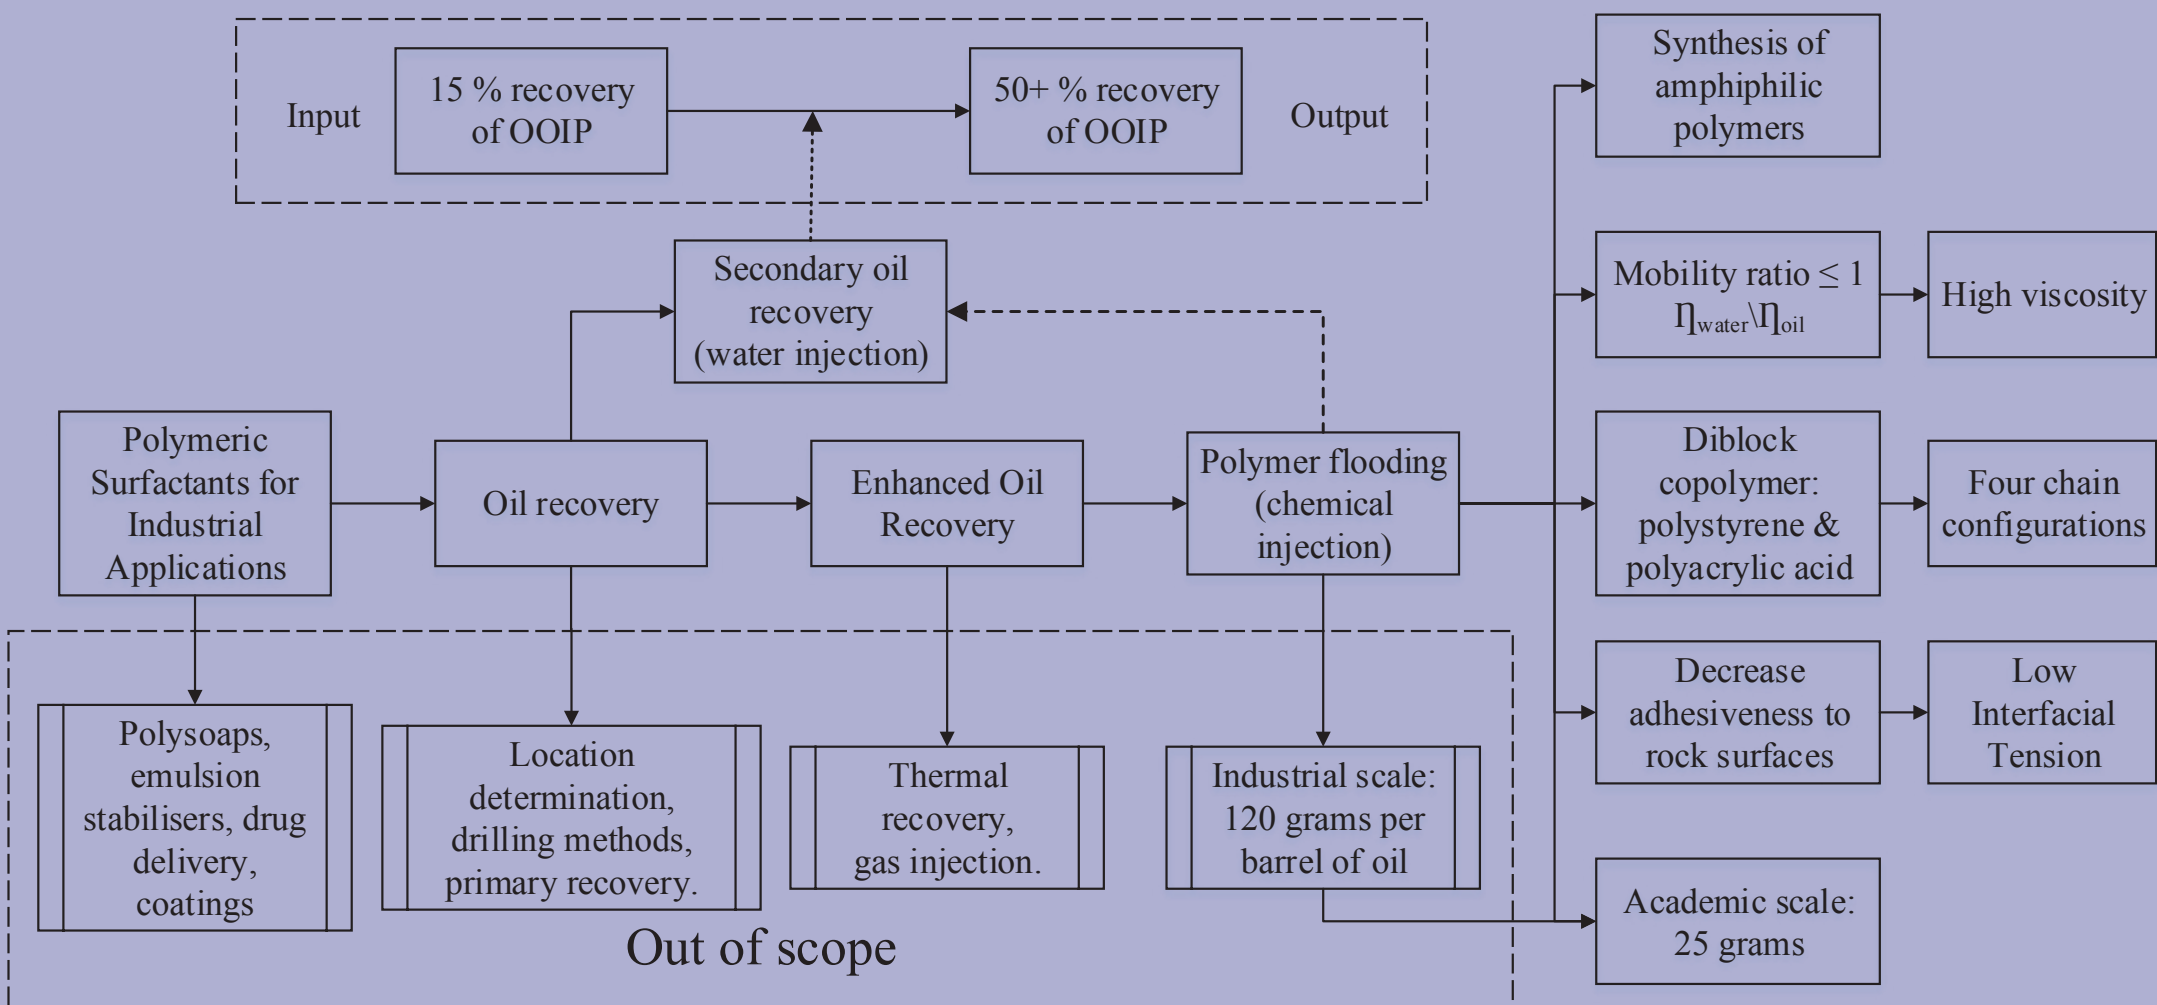 Input
15 % recovery
of OOIP
50+ % recovery
of OOIP
Output
Synthesis of
amphiphilic
polymers
Secondary oil
recovery
(water injection)
Mobility ratio ≤ 1
Ƞwater\Ƞoil
High viscosity
Polymeric
Surfactants for
Industrial
Applications
Oil recovery
Enhanced Oil
Recovery
Polymer flooding
(chemical
injection)
Diblock
copolymer:
polystyrene &
polyacrylic acid
Four chain
configurations
Decrease
adhesiveness to
rock surfaces
Low
Interfacial
Tension
Polysoaps,
emulsion
stabilisers, drug
delivery,
coatings
Location
determination,
drilling methods,
primary recovery.
Thermal
recovery,
gas injection.
Industrial scale:
120 grams per
barrel of oil
Academic scale:
25 grams
Out of scope